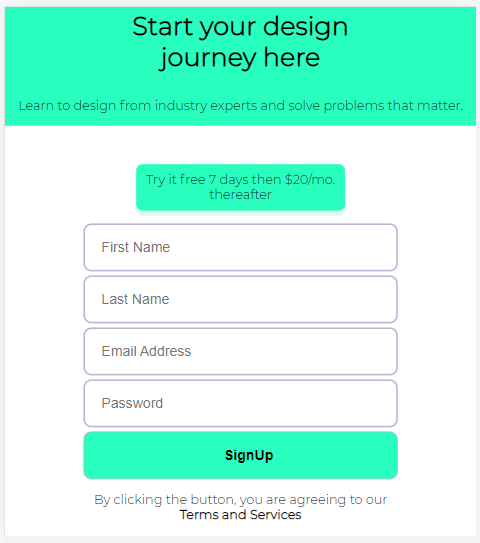 Start your design
journey here
Learn to design from industry experts and solve problems that matter.
Try it free 7 days then $20/mo.
thereafter
First Name
Last Name
Email Address
Password
SignUp
By clicking the button, you are agreeing to our
Terms and Services